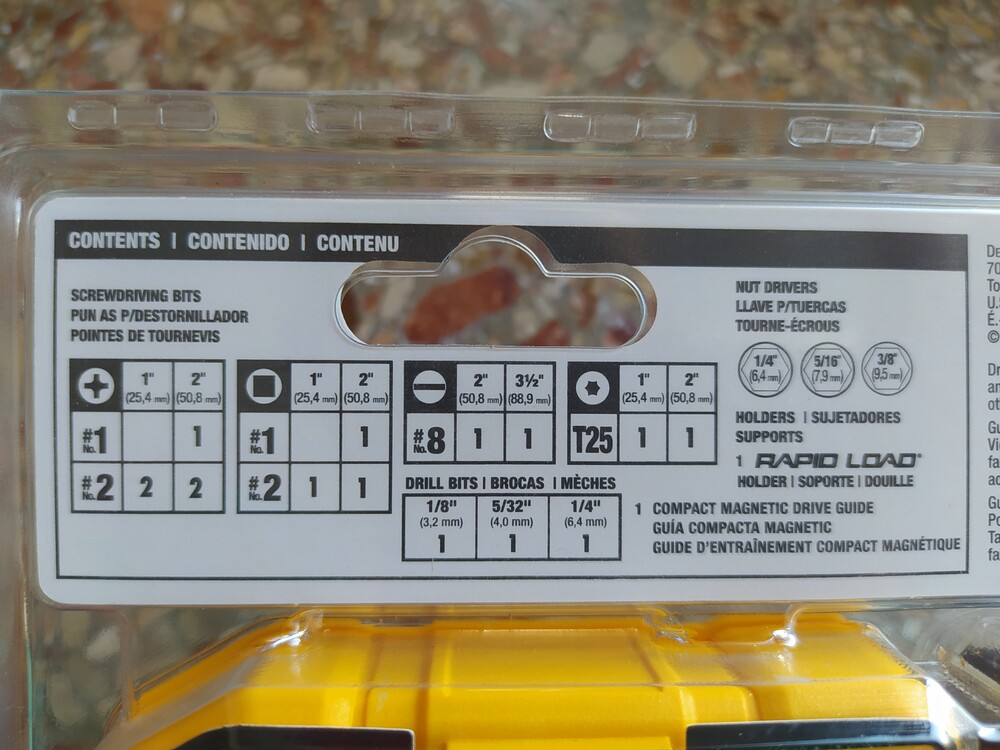 CONTENTS | CONTENIDO | CONTENU
SCREWDRIVING BITS
PUN AS P/DESTORNILLADOR
POINTES DE TOURNEVIS
1" 2"
(25,4 mm) (50,8 mm)
#No.1 1
#No.2 2 2
1" 2"
(25,4 mm) (50,8 mm)
#No.1 1
#No.2 1 1
2" 3½"
(50,8 mm) (88,9 mm)
#No.8 1 1
1" 2"
(25,4 mm) (50,8 mm)
T25 1 1
DRILL BITS | BROCAS | MÈCHES
1/8" 5/32" 1/4"
(3,2 mm) (4,0 mm) (6,4 mm)
1 1 1
NUT DRIVERS
LLAVE P/TUERCAS
TOURNE-ÉCROUS
1/4" 5/16" 3/8"
(6,4 mm) (7,9 mm) (9,5 mm)
HOLDERS | SUJETADORES
SUPPORTS
1 RAPID LOAD®
HOLDER | SOPORTE | DOUILLE
1 COMPACT MAGNETIC DRIVE GUIDE
GUÍA COMPACTA MAGNETIC
GUIDE D'ENTRAÎNEMENT COMPACT MAGNÉTIQUE